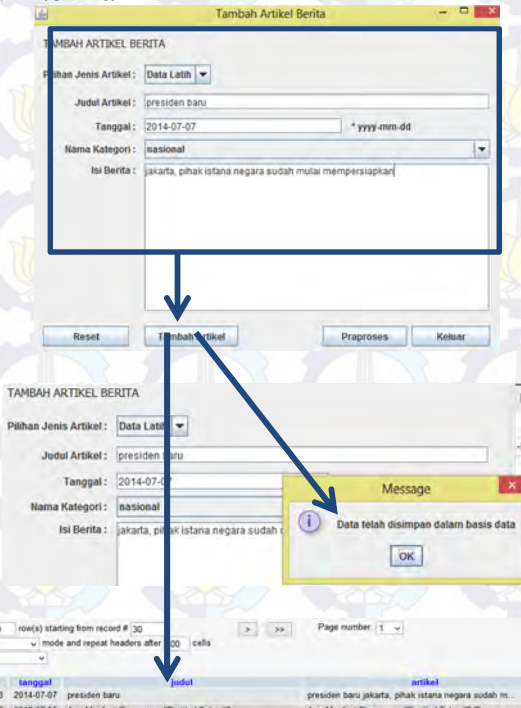 Tambah Artikel Berita
TAMBAH ARTIKEL BERITA
Pilihan Jenis Artikel : Data Latih
Judul Artikel : presiden baru
Tanggal : 2014-07-07 * yyyy-mm-dd
Nama Kategori : nasional
Isi Berita : jakarta, pihak istana negara sudah mulai mempersiapkan
Reset Tambah Artikel Praproses Keluar
TAMBAH ARTIKEL BERITA
Pilihan Jenis Artikel : Data Latih
Judul Artikel : presiden baru
Tanggal : 2014-07-07
Nama Kategori : nasional
Isi Berita : jakarta, pihak istana negara sudah
Message
Data telah disimpan dalam basis data
OK
row(s) starting from record # 30 > >> Page number: 1
mode and repeat headers after 100 cells
tanggal judul artikel
2014-07-07 presiden baru presiden baru jakarta, pihak istana negara sudah m...